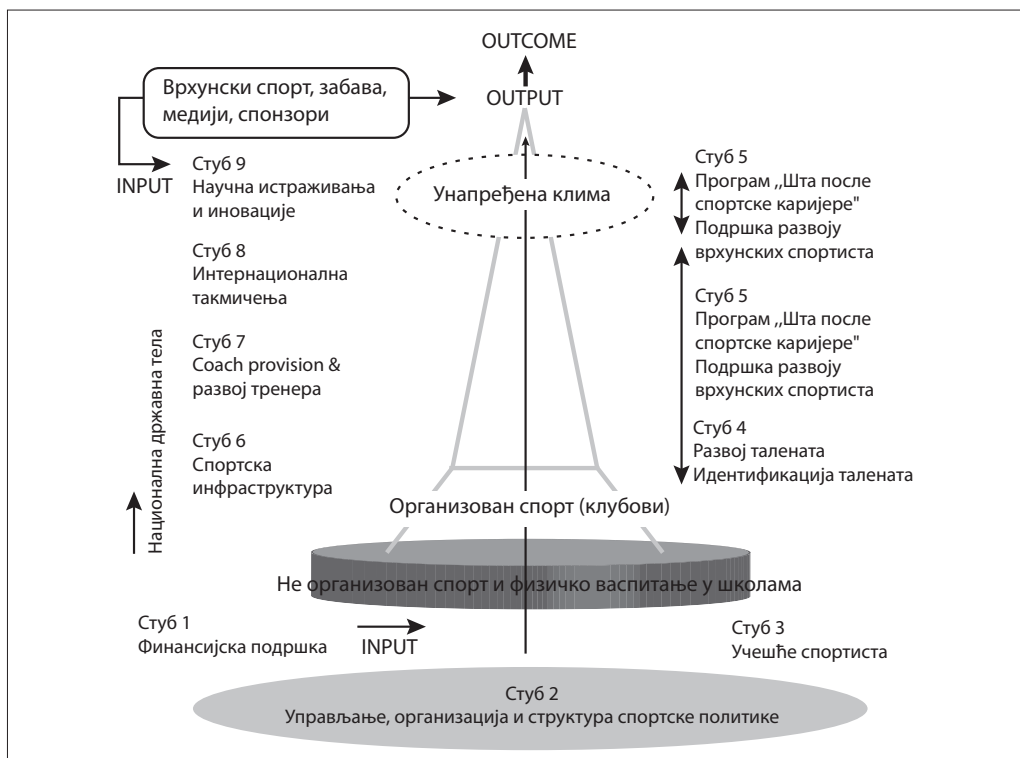 OUTCOME
OUTPUT
Врхунски спорт, забава,
медији, спонзори
INPUT
Стуб 9
Научна истраживања
и иновације
Унапређена клима
Стуб 5
Програм ,,Шта после
спортске каријере"
Подршка развоју
врхунских спортиста
Стуб 8
Интернационална
такмичења
Стуб 5
Програм ,,Шта после
спортске каријере"
Подршка развоју
врхунских спортиста
Стуб 7
Coach provision &
развој тренера
Стуб 6
Спортска
инфраструктура
Стуб 4
Развој талената
Идентификација талената
Национална државна тела
Организован спорт (клубови)
Не организован спорт и физичко васпитање у школама
Стуб 1
Финансијска подршка
INPUT
Стуб 3
Учешће спортиста
Стуб 2
Управљање, организација и структура спортске политике